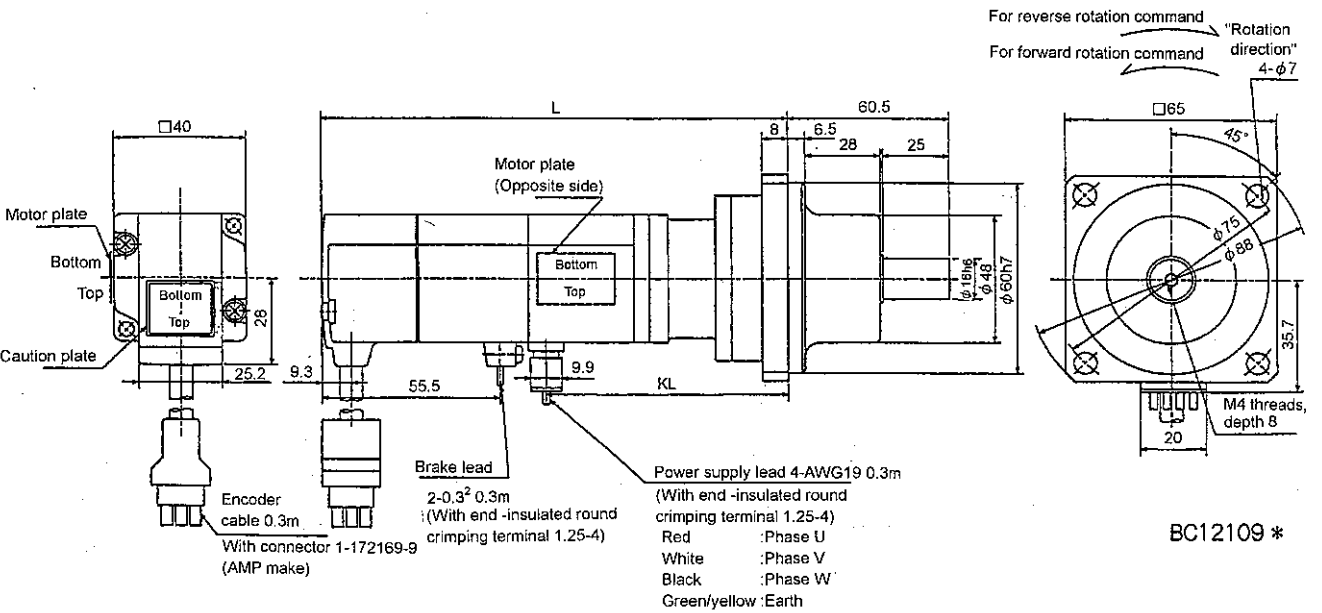 For reverse rotation command
"Rotation
direction"
For forward rotation command
4-φ7
L
60.5
□65
□40
8
6.5
45°
28
25
Motor plate
(Opposite side)
Motor plate
Bottom
Top
Bottom
Top
Bottom
Top
28
φ16h6
φ48
φ60h7
φ75
φ88
35.7
Caution plate
25.2
9.3
55.5
9.9
KL
M4 threads,
depth 8
20
Brake lead
2-0.3² 0.3m
(With end -insulated round
crimping terminal 1.25-4)
Power supply lead 4-AWG19 0.3m
(With end -insulated round
crimping terminal 1.25-4)
Red :Phase U
White :Phase V
Black :Phase W
Green/yellow :Earth
Encoder
cable 0.3m
With connector 1-172169-9
(AMP make)
BC12109 *